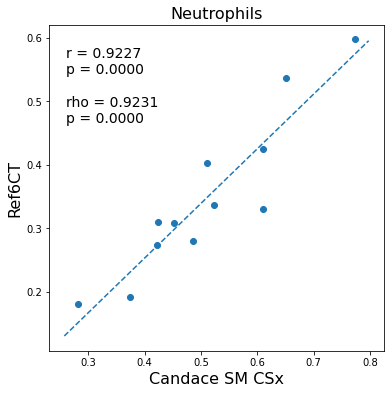 Neutrophils
r = 0.9227
p = 0.0000
rho = 0.9231
p = 0.0000
Ref6CT
0.6
0.5
0.4
0.3
0.2
0.3 0.4 0.5 0.6 0.7 0.8
Candace SM CSx